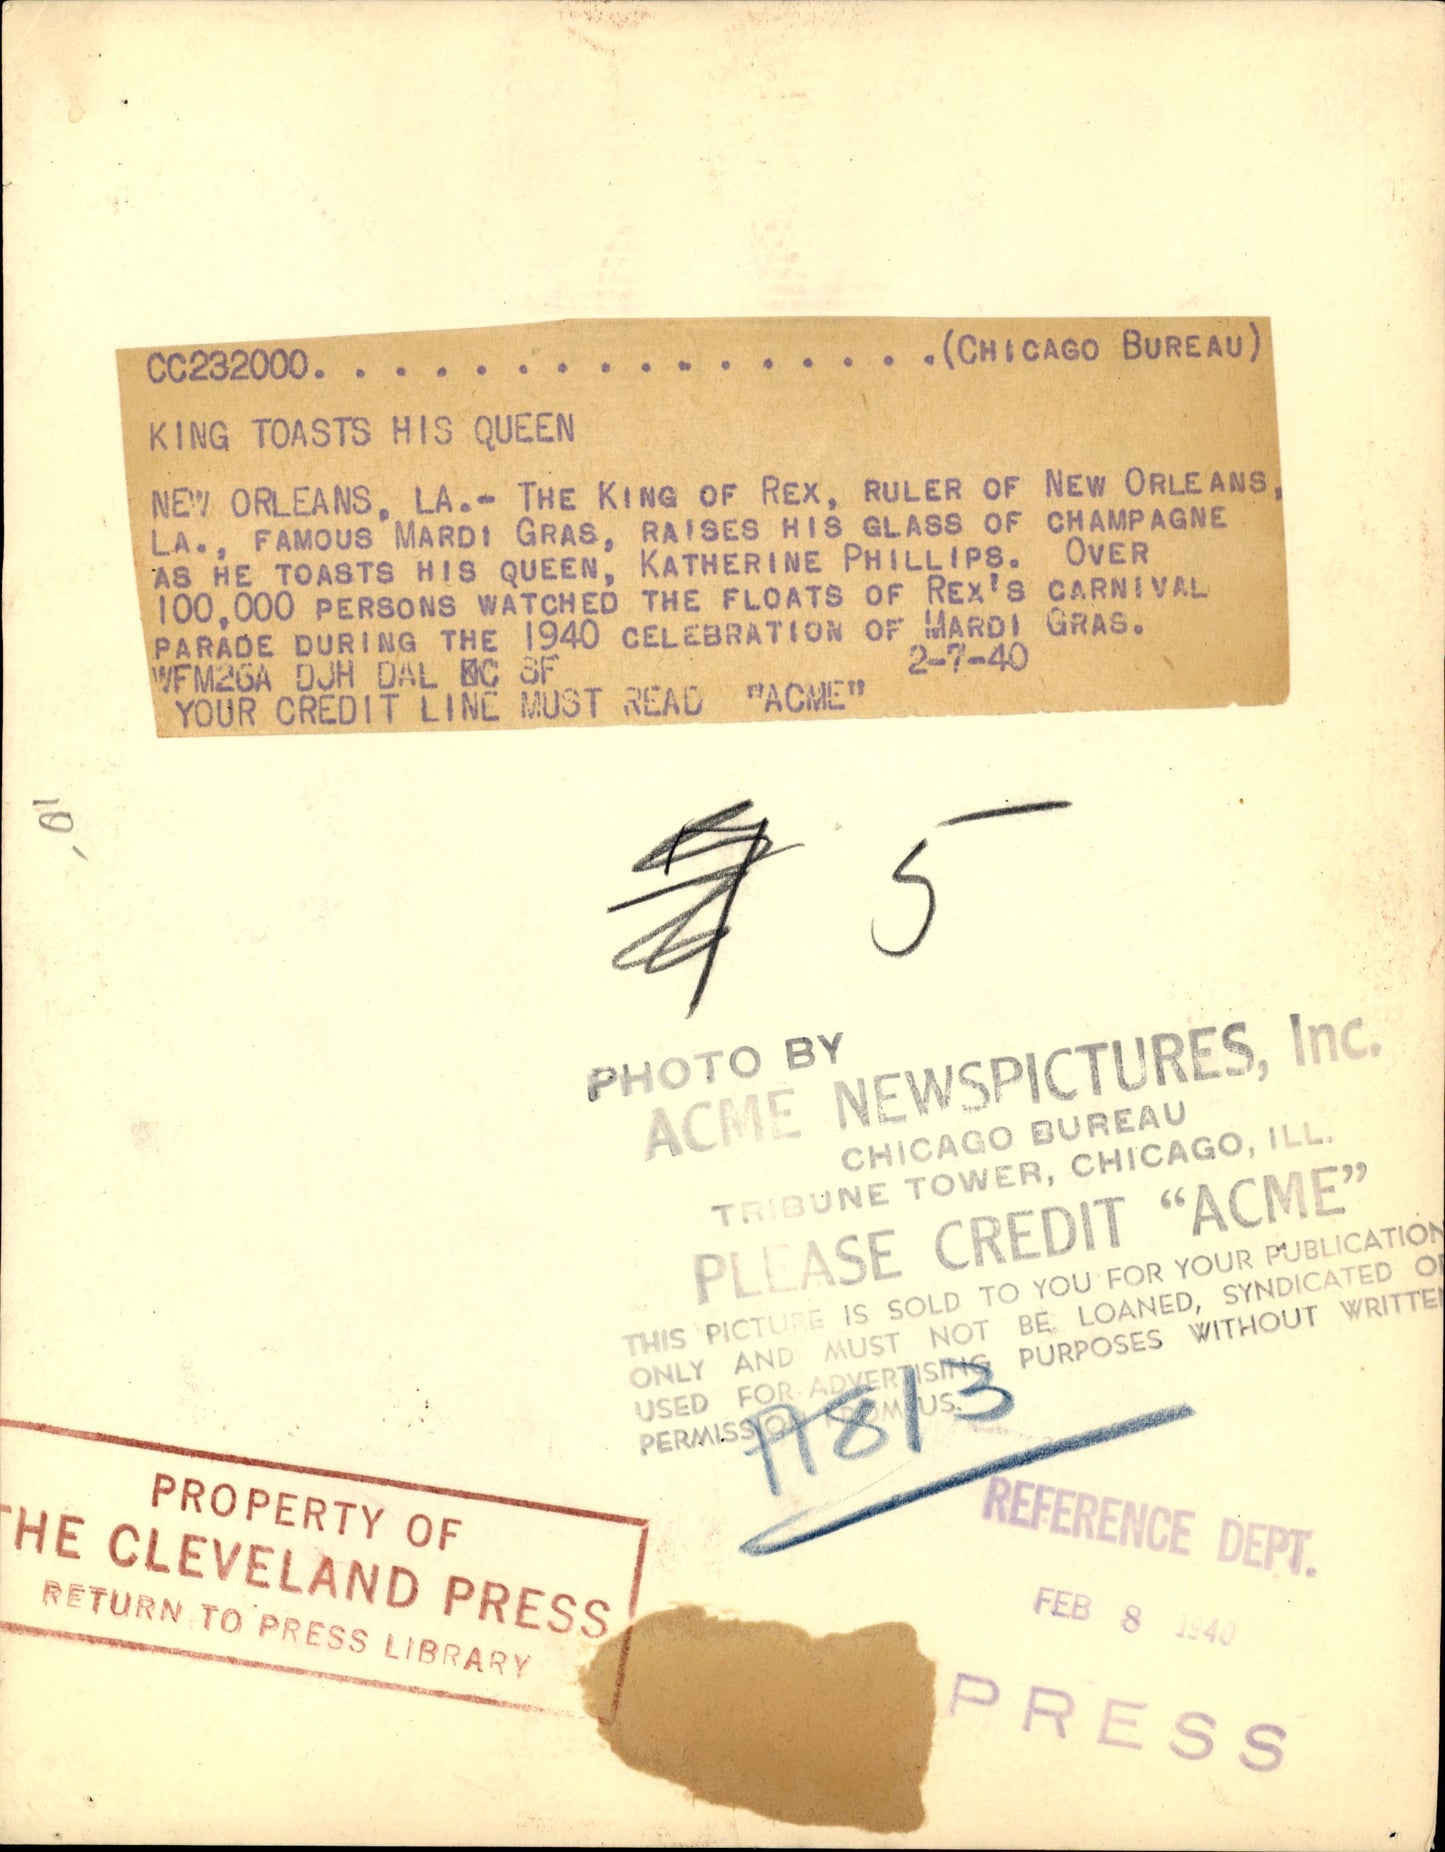 CC232000. . . . . . . . . . . . . . . .(CHICAGO BUREAU)
KING TOASTS HIS QUEEN
NEW ORLEANS, LA.- THE KING OF REX, RULER OF NEW ORLEANS,
LA., FAMOUS MARDI GRAS, RAISES HIS GLASS OF CHAMPAGNE
AS HE TOASTS HIS QUEEN, KATHERINE PHILLIPS. OVER
100,000 PERSONS WATCHED THE FLOATS OF REX'S CARNIVAL
PARADE DURING THE 1940 CELEBRATION OF MARDI GRAS.
WFM26A DJH DAL SF 2-7-40
YOUR CREDIT LINE MUST READ "ACME"
5
PHOTO BY
ACME NEWSPICTURES, Inc.
CHICAGO BUREAU
TRIBUNE TOWER, CHICAGO, ILL.
PLEASE CREDIT "ACME"
THIS PICTURE IS SOLD TO YOU FOR YOUR PUBLICATION
ONLY AND MUST NOT BE LOANED, SYNDICATED OR
USED FOR ADVERTISING PURPOSES WITHOUT WRITTEN
PERMISSION FROM US.
A813
PROPERTY OF
THE CLEVELAND PRESS
RETURN TO PRESS LIBRARY
REFERENCE DEPT.
FEB 8 1940
PRESS